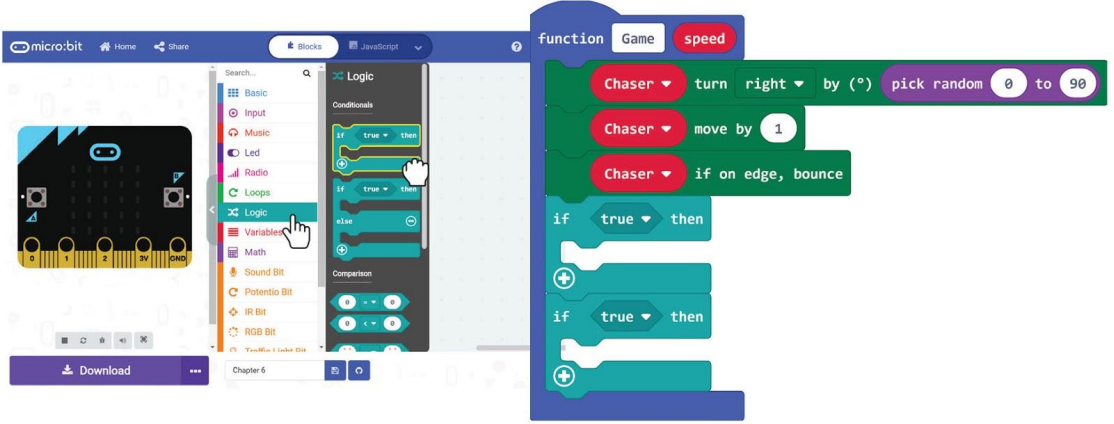 micro:bit Home Share Blocks JavaScript ?
Search...
Basic
Input
Music
Led
Radio
Loops
Logic
Variables
Math
Sound Bit
Potentio Bit
IR Bit
RGB Bit
Traffic Light Bit
Logic
Conditionals
if true then
if true then
else
Comparison
0 = 0
0 < 0
A
B
0 1 2 3V GND
Download ...
Chapter 6
function Game speed
Chaser turn right by (°) pick random 0 to 90
Chaser move by 1
Chaser if on edge, bounce
if true then
if true then